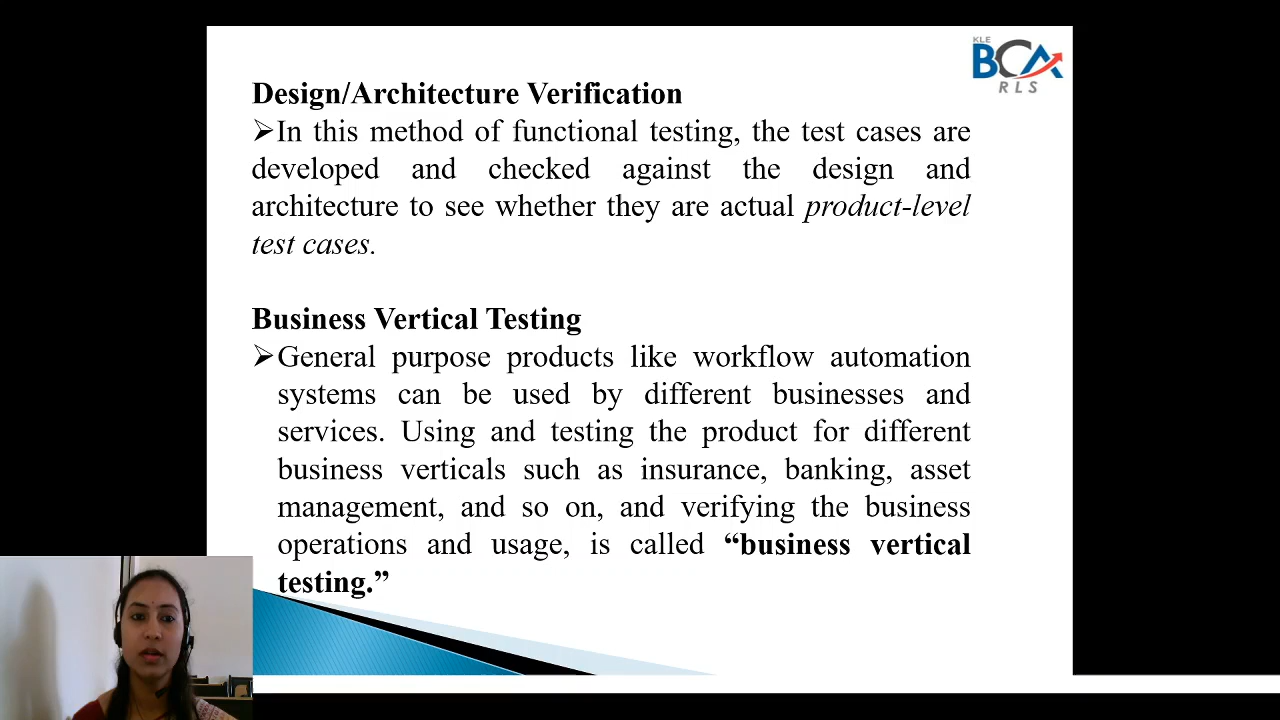 KLE
BCA
RLS
Design/Architecture Verification
➢In this method of functional testing, the test cases are
developed and checked against the design and
architecture to see whether they are actual product-level
test cases.
Business Vertical Testing
➢General purpose products like workflow automation
systems can be used by different businesses and
services. Using and testing the product for different
business verticals such as insurance, banking, asset
management, and so on, and verifying the business
operations and usage, is called “business vertical
testing.”